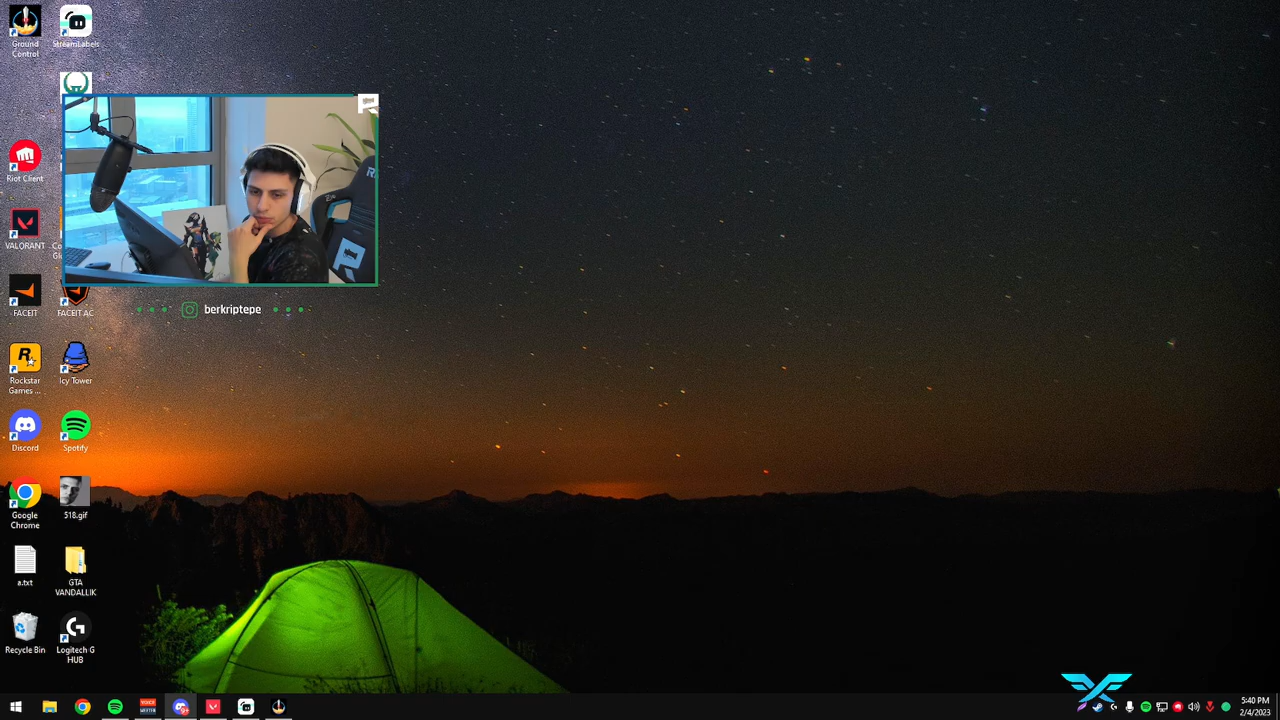 Ground
Control
StreamLabels
Riot Client
VALORANT
FACEIT
FACEIT AC
berkriptepe
Rockstar
Games ...
Icy Tower
Discord
Spotify
Google
Chrome
518.gif
a.txt
GTA
VANDALLIK
Recycle Bin
Logitech G
HUB
5:40 PM
2/4/2023